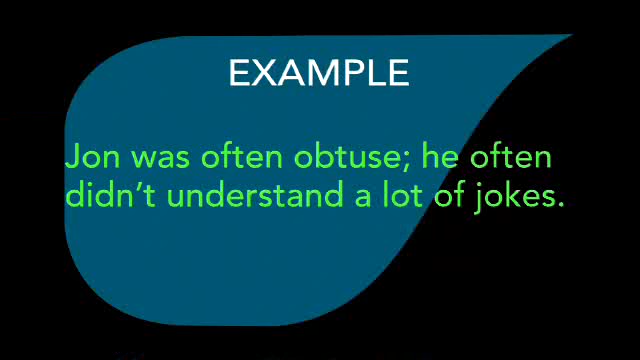 EXAMPLE
Jon was often obtuse; he often
didn’t understand a lot of jokes.